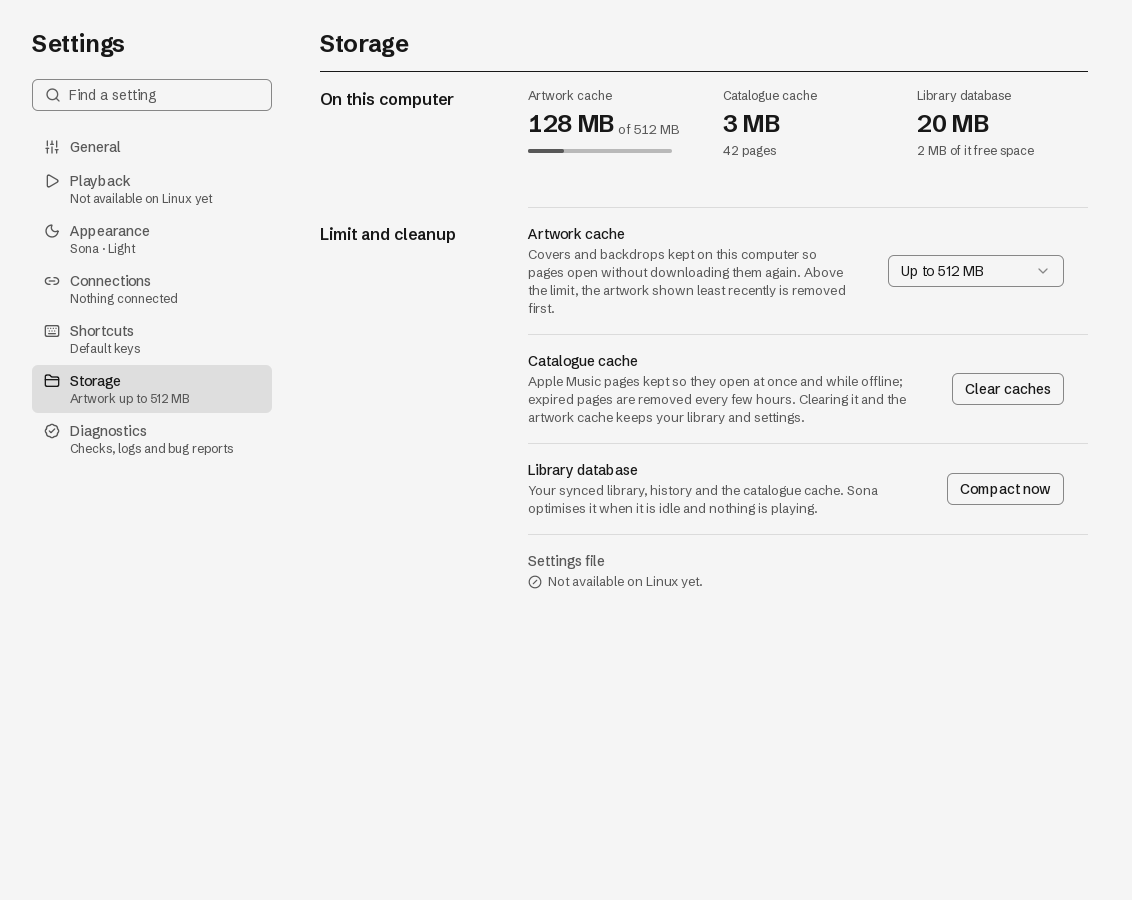 Settings
Find a setting
General
Playback
Not available on Linux yet
Appearance
Sona · Light
Connections
Nothing connected
Shortcuts
Default keys
Storage
Artwork up to 512 MB
Diagnostics
Checks, logs and bug reports
Storage
On this computer
Artwork cache
128 MB of 512 MB
Catalogue cache
3 MB
42 pages
Library database
20 MB
2 MB of it free space
Limit and cleanup
Artwork cache
Covers and backdrops kept on this computer so
pages open without downloading them again. Above
the limit, the artwork shown least recently is removed
first.
Up to 512 MB
Catalogue cache
Apple Music pages kept so they open at once and while offline;
expired pages are removed every few hours. Clearing it and the
artwork cache keeps your library and settings.
Clear caches
Library database
Your synced library, history and the catalogue cache. Sona
optimises it when it is idle and nothing is playing.
Compact now
Settings file
Not available on Linux yet.